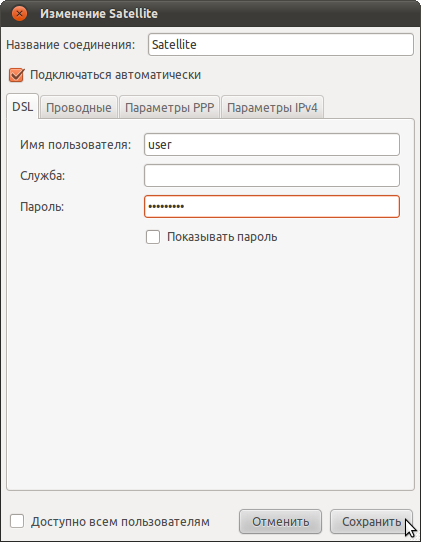 Изменение Satellite
Название соединения: Satellite
Подключаться автоматически
DSL Проводные Параметры PPP Параметры IPv4
Имя пользователя: user
Служба:
Пароль: •••••••••
Показывать пароль
Доступно всем пользователям Отменить Сохранить